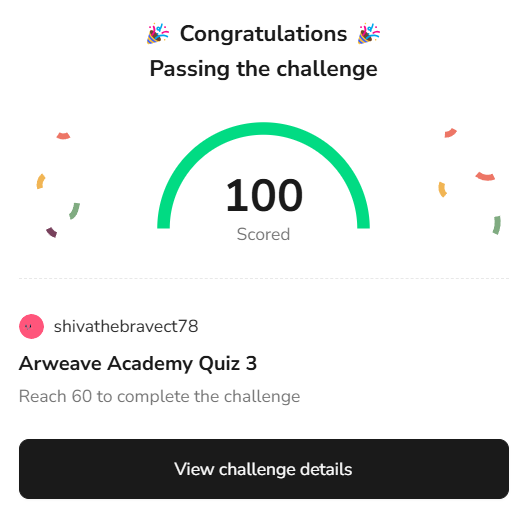 🎉 Congratulations 🎉
Passing the challenge
100
Scored
shivathebravect78
Arweave Academy Quiz 3
Reach 60 to complete the challenge
View challenge details